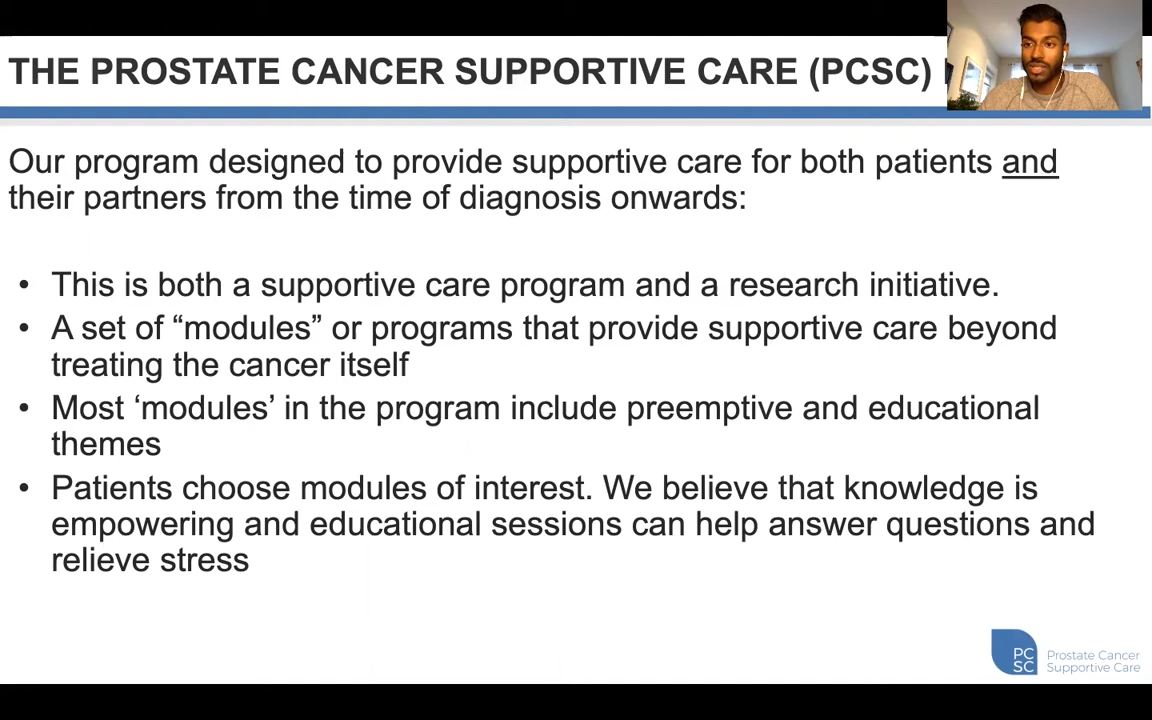 THE PROSTATE CANCER SUPPORTIVE CARE (PCSC)
Our program designed to provide supportive care for both patients and
their partners from the time of diagnosis onwards:
• This is both a supportive care program and a research initiative.
• A set of “modules” or programs that provide supportive care beyond
treating the cancer itself
• Most ‘modules’ in the program include preemptive and educational
themes
• Patients choose modules of interest. We believe that knowledge is
empowering and educational sessions can help answer questions and
relieve stress
PC
SC
Prostate Cancer
Supportive Care